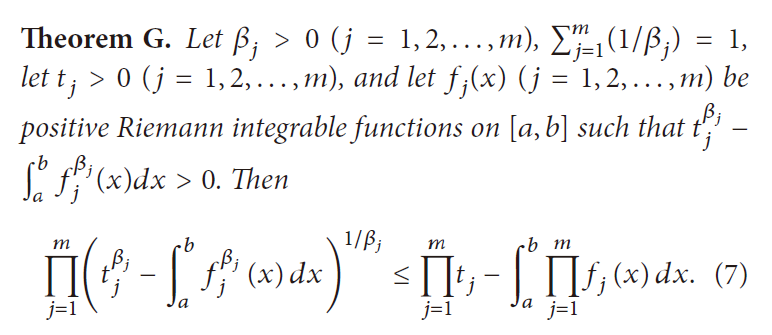 Theorem G. Let β_j > 0 (j = 1, 2, . . . , m), ∑_{j=1}^{m}(1/β_j) = 1,
let t_j > 0 (j = 1, 2, . . . , m), and let f_j(x) (j = 1, 2, . . . , m) be
positive Riemann integrable functions on [a, b] such that t_j^{β_j} −
∫_a^b f_j^{β_j}(x)dx > 0. Then
∏_{j=1}^{m} (t_j^{β_j} − ∫_a^b f_j^{β_j}(x) dx)^{1/β_j} ≤ ∏_{j=1}^{m} t_j − ∫_a^b ∏_{j=1}^{m} f_j(x) dx. (7)